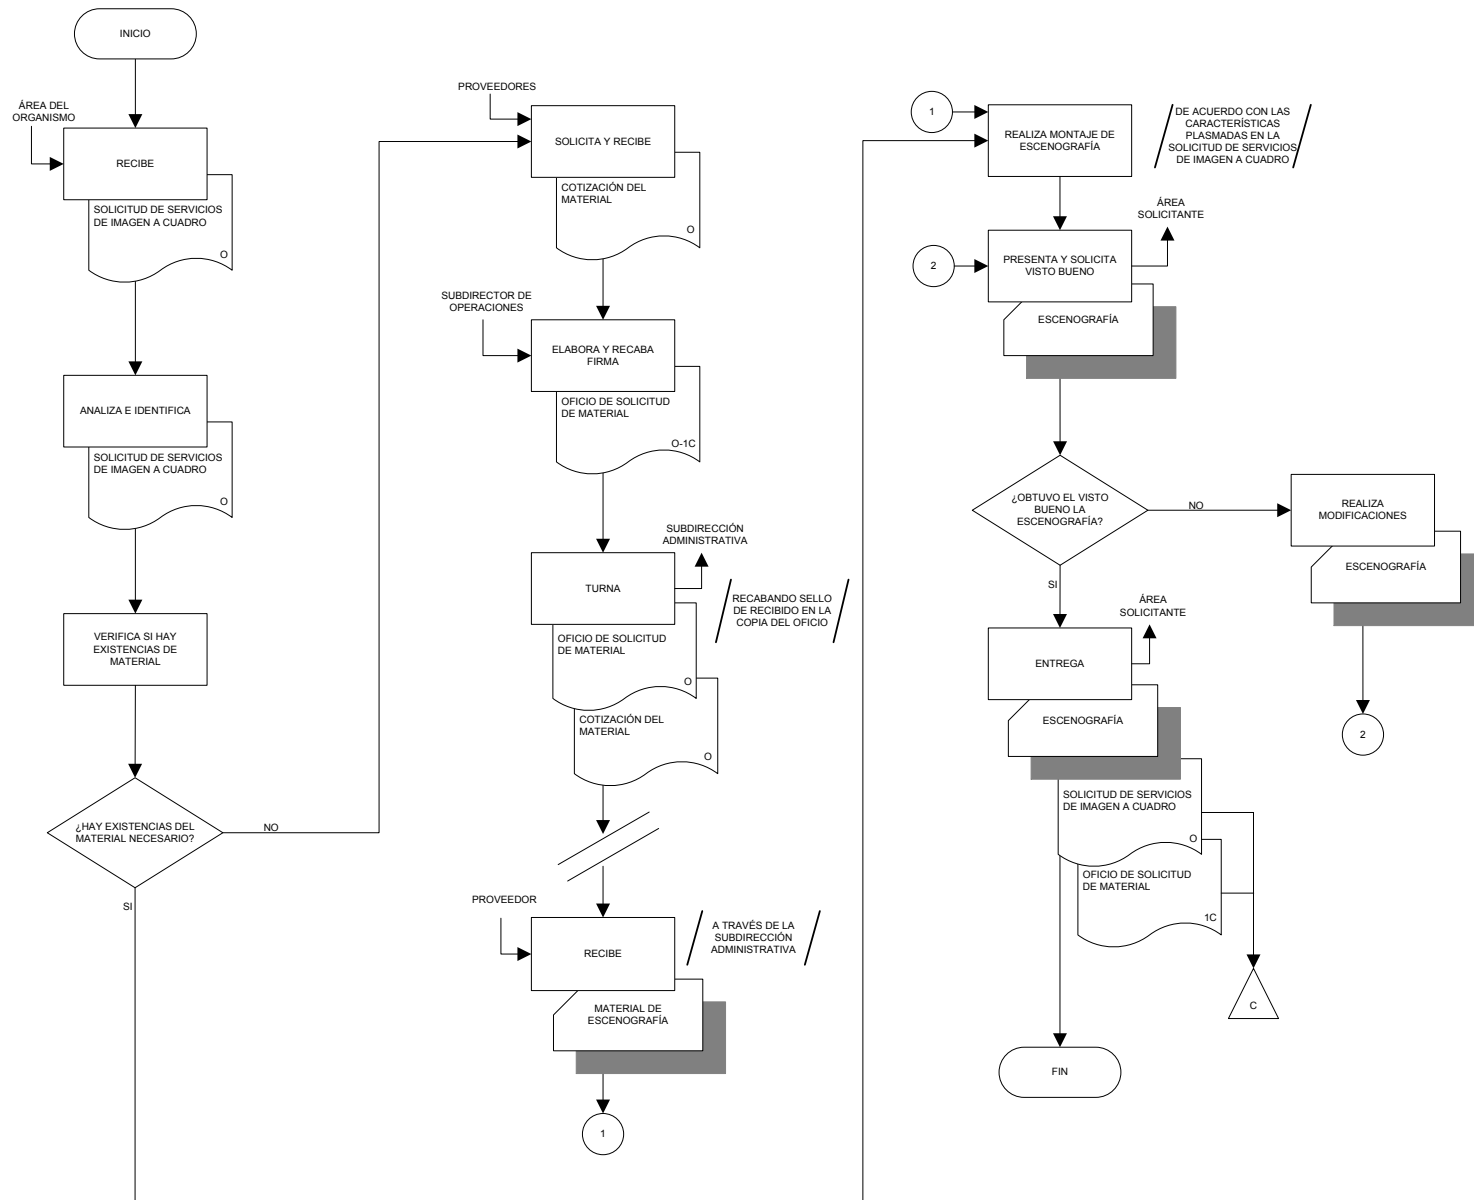 INICIO
ÁREA DEL
ORGANISMO
RECIBE
SOLICITUD DE SERVICIOS
DE IMAGEN A CUADRO
O
ANALIZA E IDENTIFICA
SOLICITUD DE SERVICIOS
DE IMAGEN A CUADRO
O
VERIFICA SI HAY
EXISTENCIAS DE
MATERIAL
¿HAY EXISTENCIAS DEL
MATERIAL NECESARIO?
NO
SI
PROVEEDORES
SOLICITA Y RECIBE
COTIZACIÓN DEL
MATERIAL
O
SUBDIRECTOR DE
OPERACIONES
ELABORA Y RECABA
FIRMA
OFICIO DE SOLICITUD
DE MATERIAL
O-1C
SUBDIRECCIÓN
ADMINISTRATIVA
TURNA
RECABANDO SELLO
DE RECIBIDO EN LA
COPIA DEL OFICIO
OFICIO DE SOLICITUD
DE MATERIAL
O
COTIZACIÓN DEL
MATERIAL
O
PROVEEDOR
RECIBE
A TRAVÉS DE LA
SUBDIRECCIÓN
ADMINISTRATIVA
MATERIAL DE
ESCENOGRAFÍA
1
1
REALIZA MONTAJE DE
ESCENOGRAFÍA
DE ACUERDO CON LAS
CARACTERÍSTICAS
PLASMADAS EN LA
SOLICITUD DE SERVICIOS
DE IMAGEN A CUADRO
ÁREA
SOLICITANTE
2
PRESENTA Y SOLICITA
VISTO BUENO
ESCENOGRAFÍA
¿OBTUVO EL VISTO
BUENO LA
ESCENOGRAFÍA?
NO
SI
REALIZA
MODIFICACIONES
ESCENOGRAFÍA
2
ÁREA
SOLICITANTE
ENTREGA
ESCENOGRAFÍA
SOLICITUD DE SERVICIOS
DE IMAGEN A CUADRO
O
OFICIO DE SOLICITUD
DE MATERIAL
1C
C
FIN